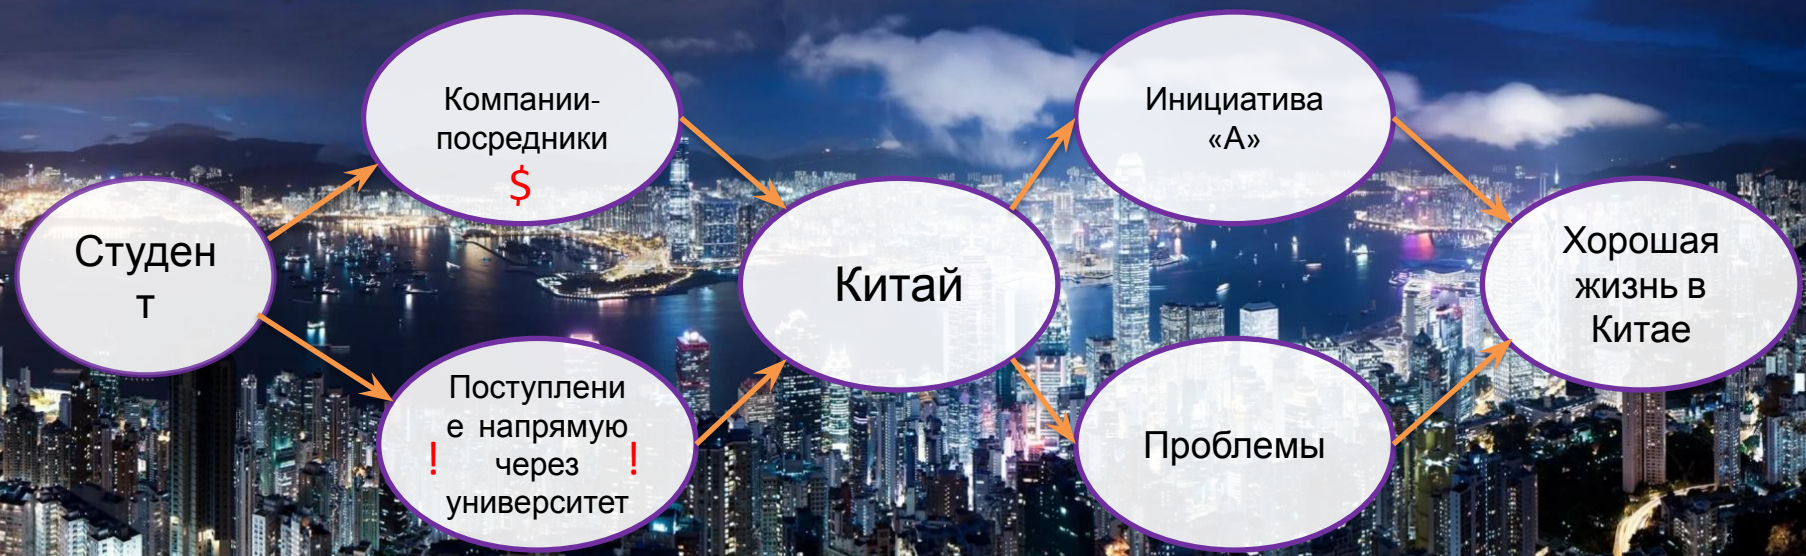 Студен
т
Компании-
посредники
$
Поступлени
е напрямую
! через !
университет
Китай
Инициатива
«А»
Проблемы
Хорошая
жизнь в
Китае